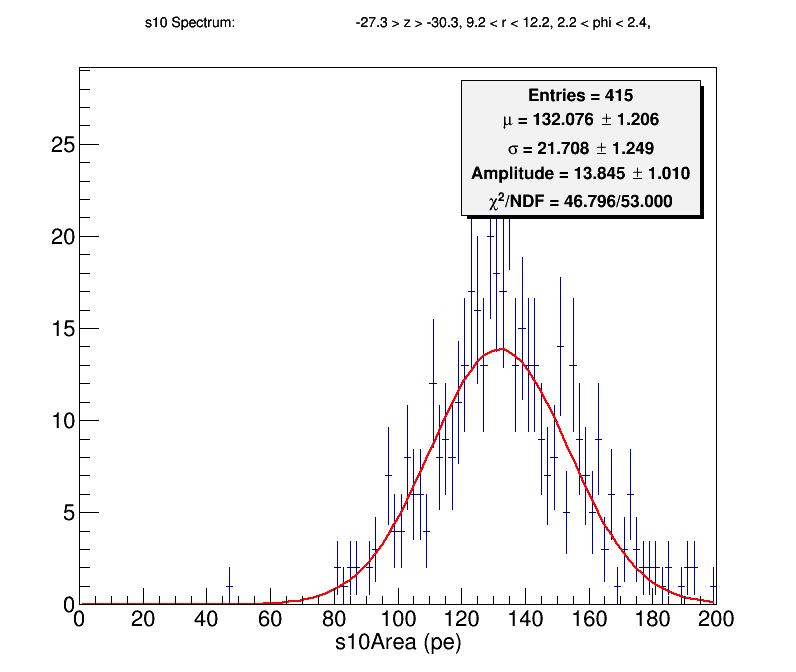 s10 Spectrum: -27.3 > z > -30.3, 9.2 < r < 12.2, 2.2 < phi < 2.4,
Entries = 415
μ = 132.076 ± 1.206
σ = 21.708 ± 1.249
Amplitude = 13.845 ± 1.010
χ²/NDF = 46.796/53.000
25
20
15
10
5
0
0 20 40 60 80 100 120 140 160 180 200
s10Area (pe)